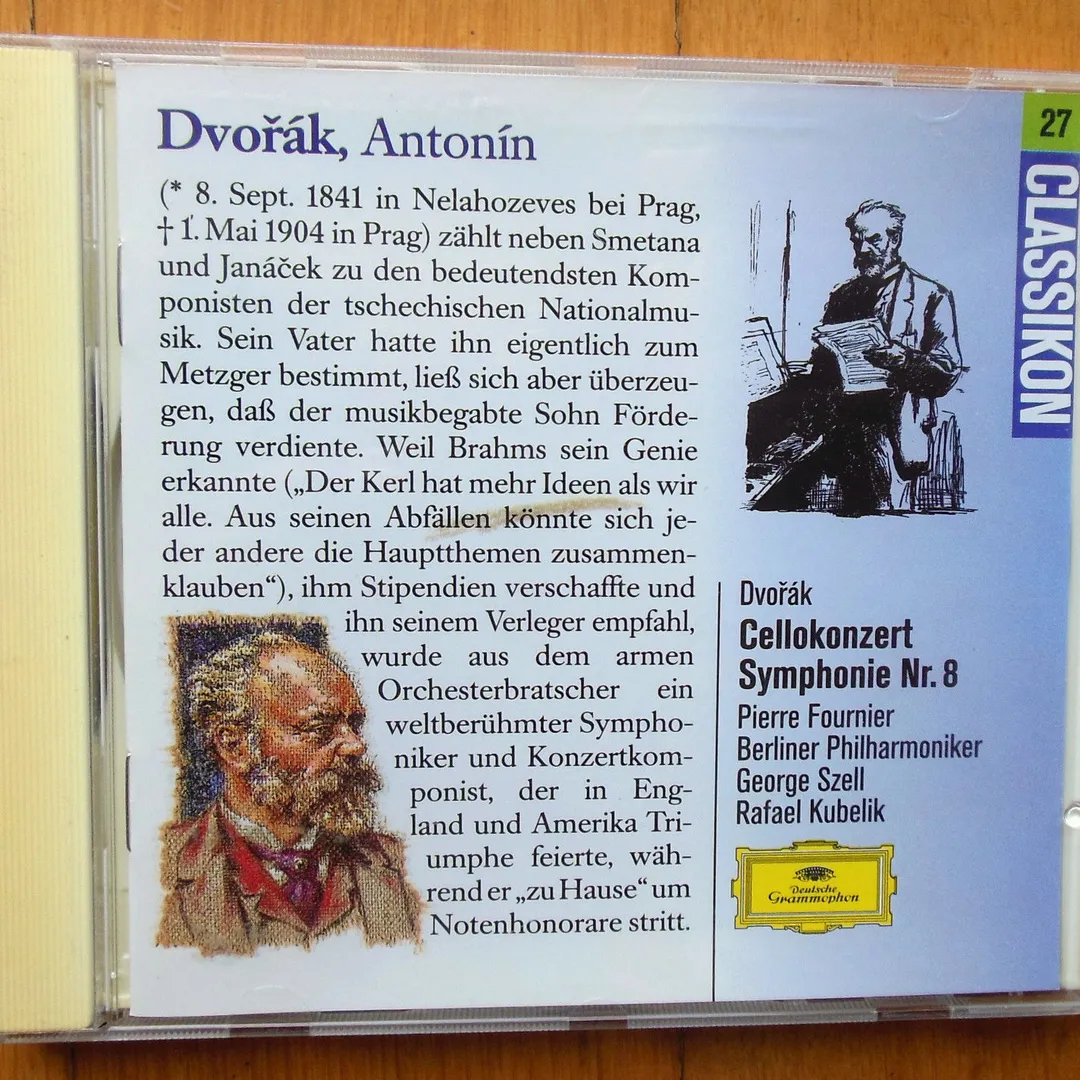 Dvořák, Antonín
(* 8. Sept. 1841 in Nelahozeves bei Prag,
† 1. Mai 1904 in Prag) zählt neben Smetana
und Janáček zu den bedeutendsten Kom-
ponisten der tschechischen Nationalmu-
sik. Sein Vater hatte ihn eigentlich zum
Metzger bestimmt, ließ sich aber überzeu-
gen, daß der musikbegabte Sohn Förde-
rung verdiente. Weil Brahms sein Genie
erkannte („Der Kerl hat mehr Ideen als wir
alle. Aus seinen Abfällen könnte sich je-
der andere die Hauptthemen zusammen-
klauben“), ihm Stipendien verschaffte und
ihn seinem Verleger empfahl,
wurde aus dem armen
Orchesterbratscher ein
weltberühmter Sympho-
niker und Konzertkom-
ponist, der in Eng-
land und Amerika Tri-
umphe feierte, wäh-
rend er „zu Hause“ um
Notenhonorare stritt.
27
CLASSIKON
Dvořák
Cellokonzert
Symphonie Nr. 8
Pierre Fournier
Berliner Philharmoniker
George Szell
Rafael Kubelik
Deutsche
Grammophon